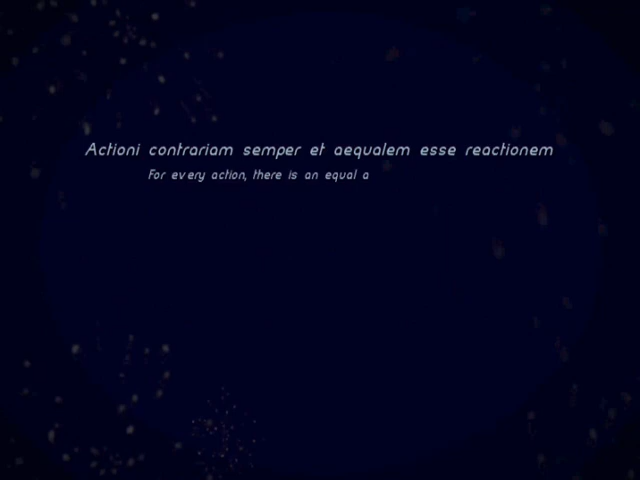 Actioni contrariam semper et aequalem esse reactionem
For every action, there is an equal a